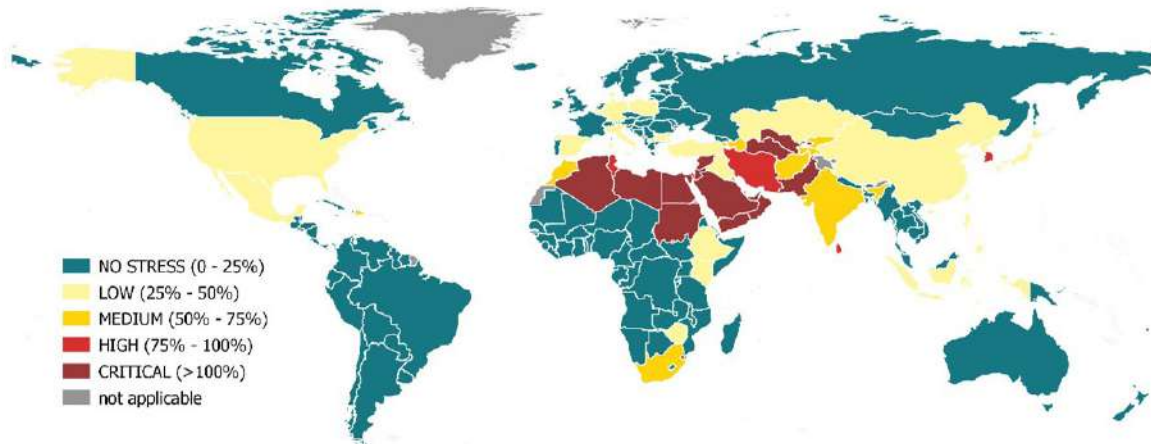 NO STRESS (0 - 25%)
LOW (25% - 50%)
MEDIUM (50% - 75%)
HIGH (75% - 100%)
CRITICAL (>100%)
not applicable